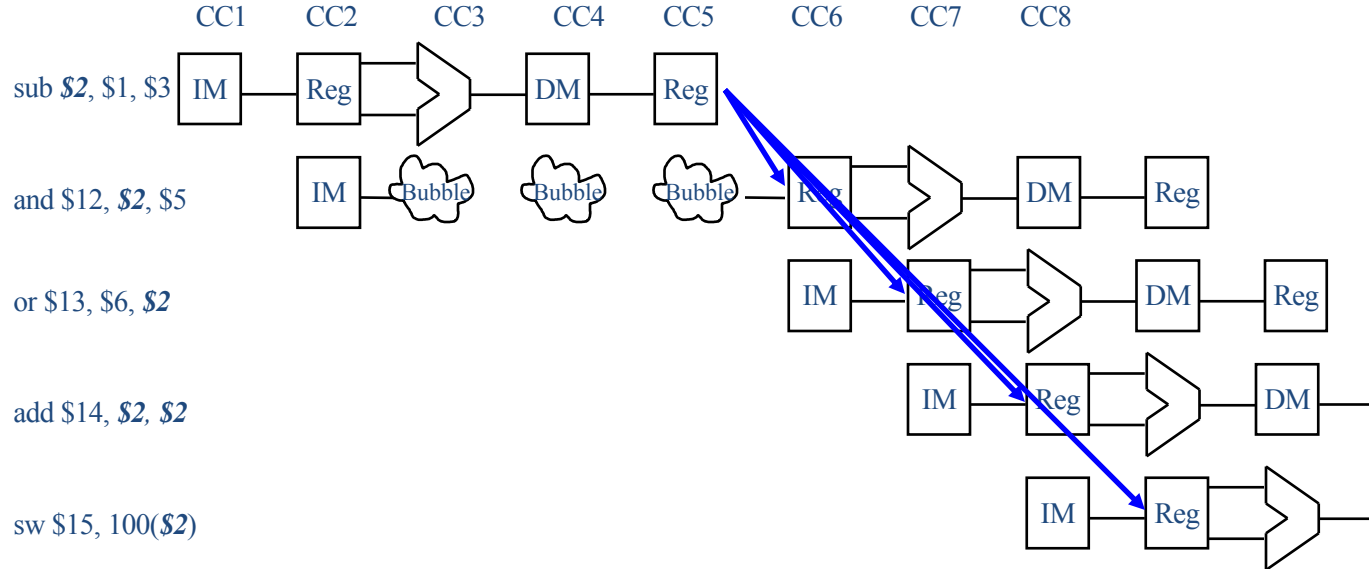 CC1 CC2 CC3 CC4 CC5 CC6 CC7 CC8
sub $2, $1, $3 IM Reg DM Reg
and $12, $2, $5 IM Bubble Bubble Bubble Reg DM Reg
or $13, $6, $2 IM Reg DM Reg
add $14, $2, $2 IM Reg DM
sw $15, 100($2) IM Reg